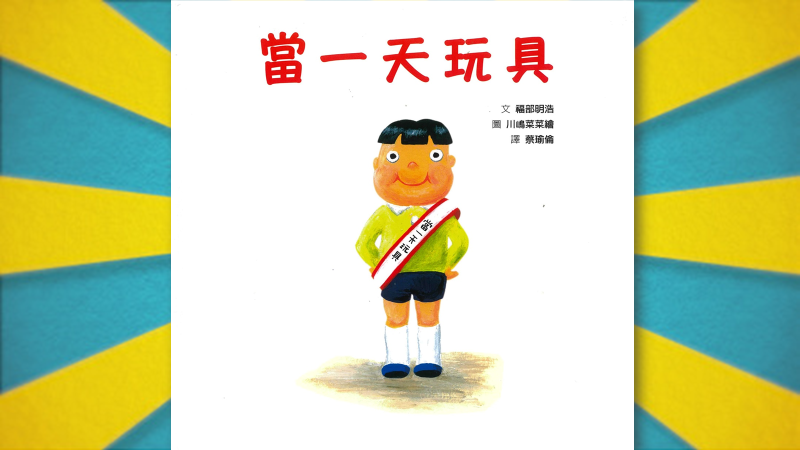 當一天玩具
文 福部明浩
圖 川嶋菜菜繪
譯 蔡瑜倫
當一天玩具